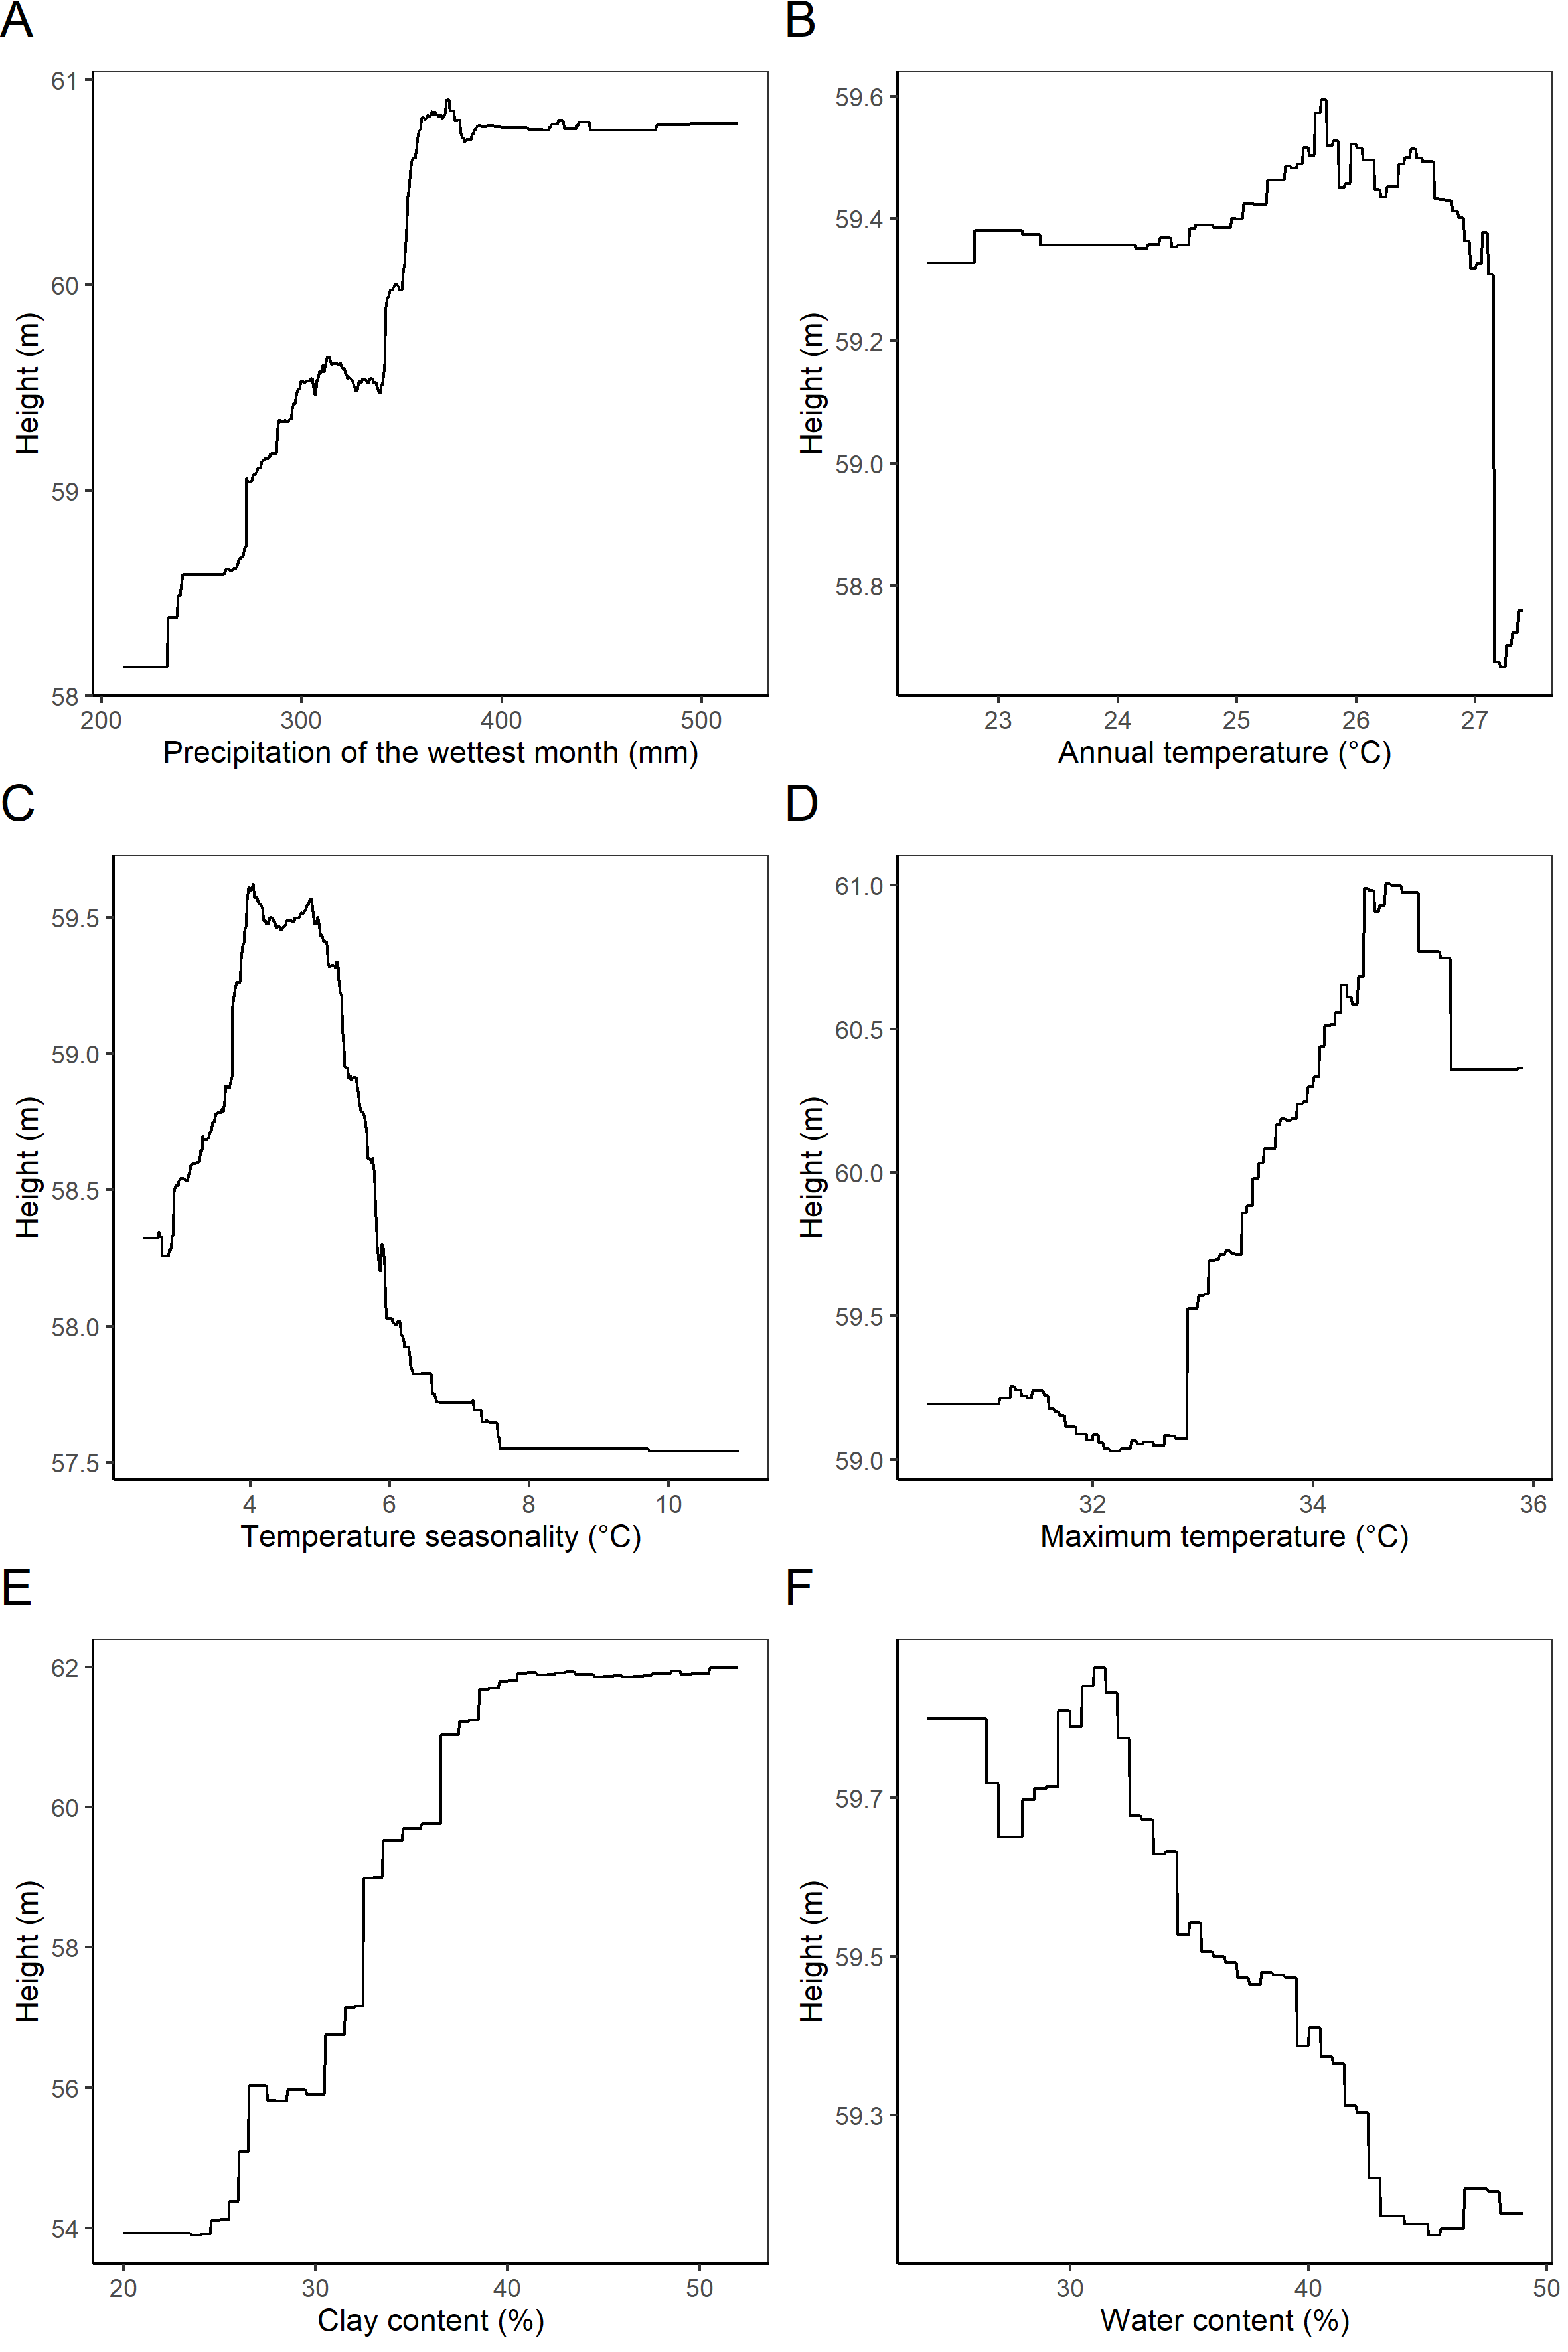 A
61
60
59
58
Height (m)
200 300 400 500
Precipitation of the wettest month (mm)
B
59.6
59.4
59.2
59.0
58.8
Height (m)
23 24 25 26 27
Annual temperature (°C)
C
59.5
59.0
58.5
58.0
57.5
Height (m)
4 6 8 10
Temperature seasonality (°C)
D
61.0
60.5
60.0
59.5
59.0
Height (m)
32 34 36
Maximum temperature (°C)
E
62
60
58
56
54
Height (m)
20 30 40 50
Clay content (%)
F
59.7
59.5
59.3
Height (m)
30 40 50
Water content (%)